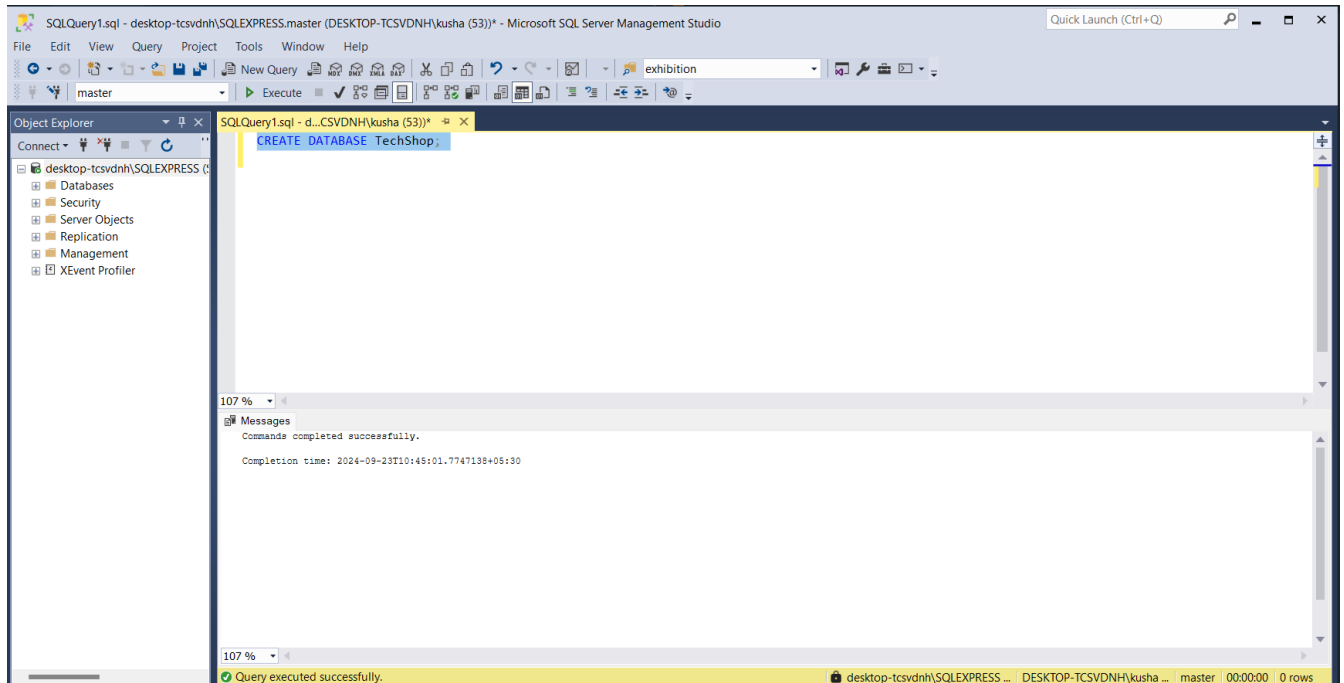 SQLQuery1.sql - desktop-tcsvdnh\SQLEXPRESS.master (DESKTOP-TCSVDNH\kusha (53))* - Microsoft SQL Server Management Studio
Quick Launch (Ctrl+Q)
File Edit View Query Project Tools Window Help
New Query MDX DMX XMLA DAX exhibition
master Execute
Object Explorer
SQLQuery1.sql - d...CSVDNH\kusha (53))*
Connect
CREATE DATABASE TechShop;
desktop-tcsvdnh\SQLEXPRESS (S
Databases
Security
Server Objects
Replication
Management
XEvent Profiler
107 %
Messages
Commands completed successfully.
Completion time: 2024-09-23T10:45:01.7747138+05:30
107 %
Query executed successfully.
desktop-tcsvdnh\SQLEXPRESS ... DESKTOP-TCSVDNH\kusha ... master 00:00:00 0 rows